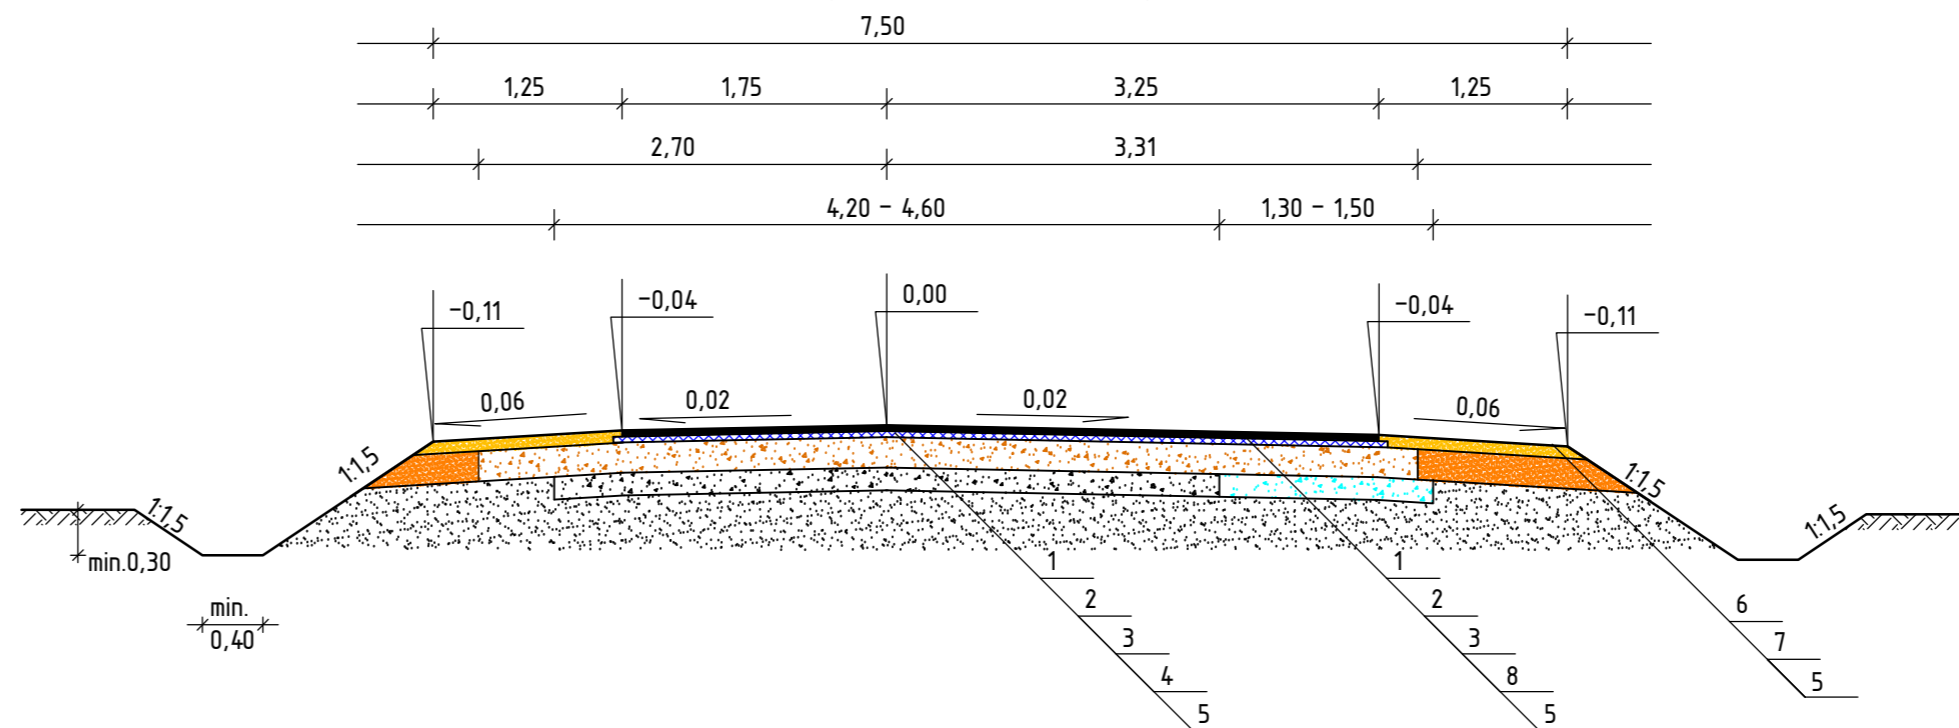 7,50
1,25 1,75 3,25 1,25
2,70 3,31
4,20 - 4,60 1,30 - 1,50
-0,11 -0,04 0,00 -0,04 -0,11
0,06 0,02 0,02 0,06
1:1,5 1:1,5
1:1,5 1:1,5
min.0,30
min.
0,40
1 1 6
2 2 7
3 3 5
4 8
5 5